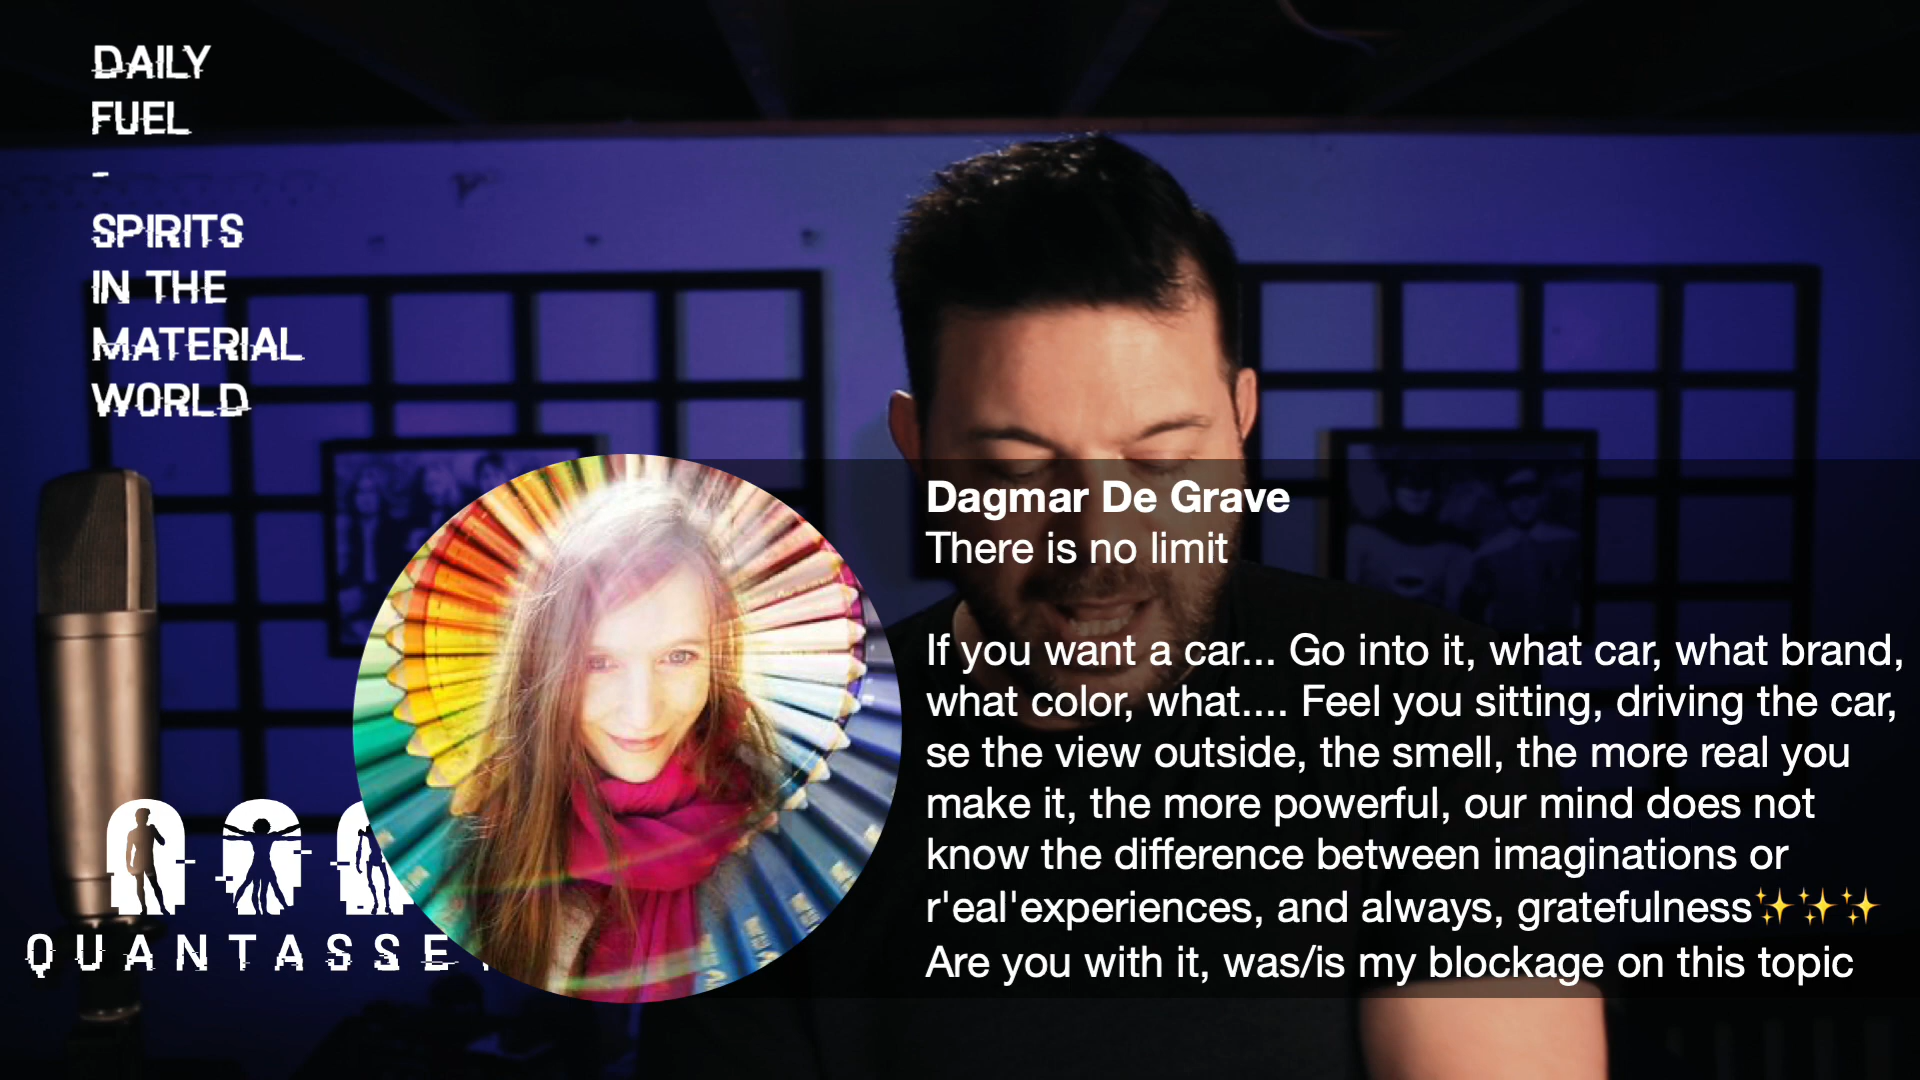 DAILY
FUEL
-
SPIRITS
IN THE
MATERIAL
WORLD
Dagmar De Grave
There is no limit
If you want a car... Go into it, what car, what brand,
what color, what.... Feel you sitting, driving the car,
se the view outside, the smell, the more real you
make it, the more powerful, our mind does not
know the difference between imaginations or
r'eal'experiences, and always, gratefulness✨✨✨
Are you with it, was/is my blockage on this topic